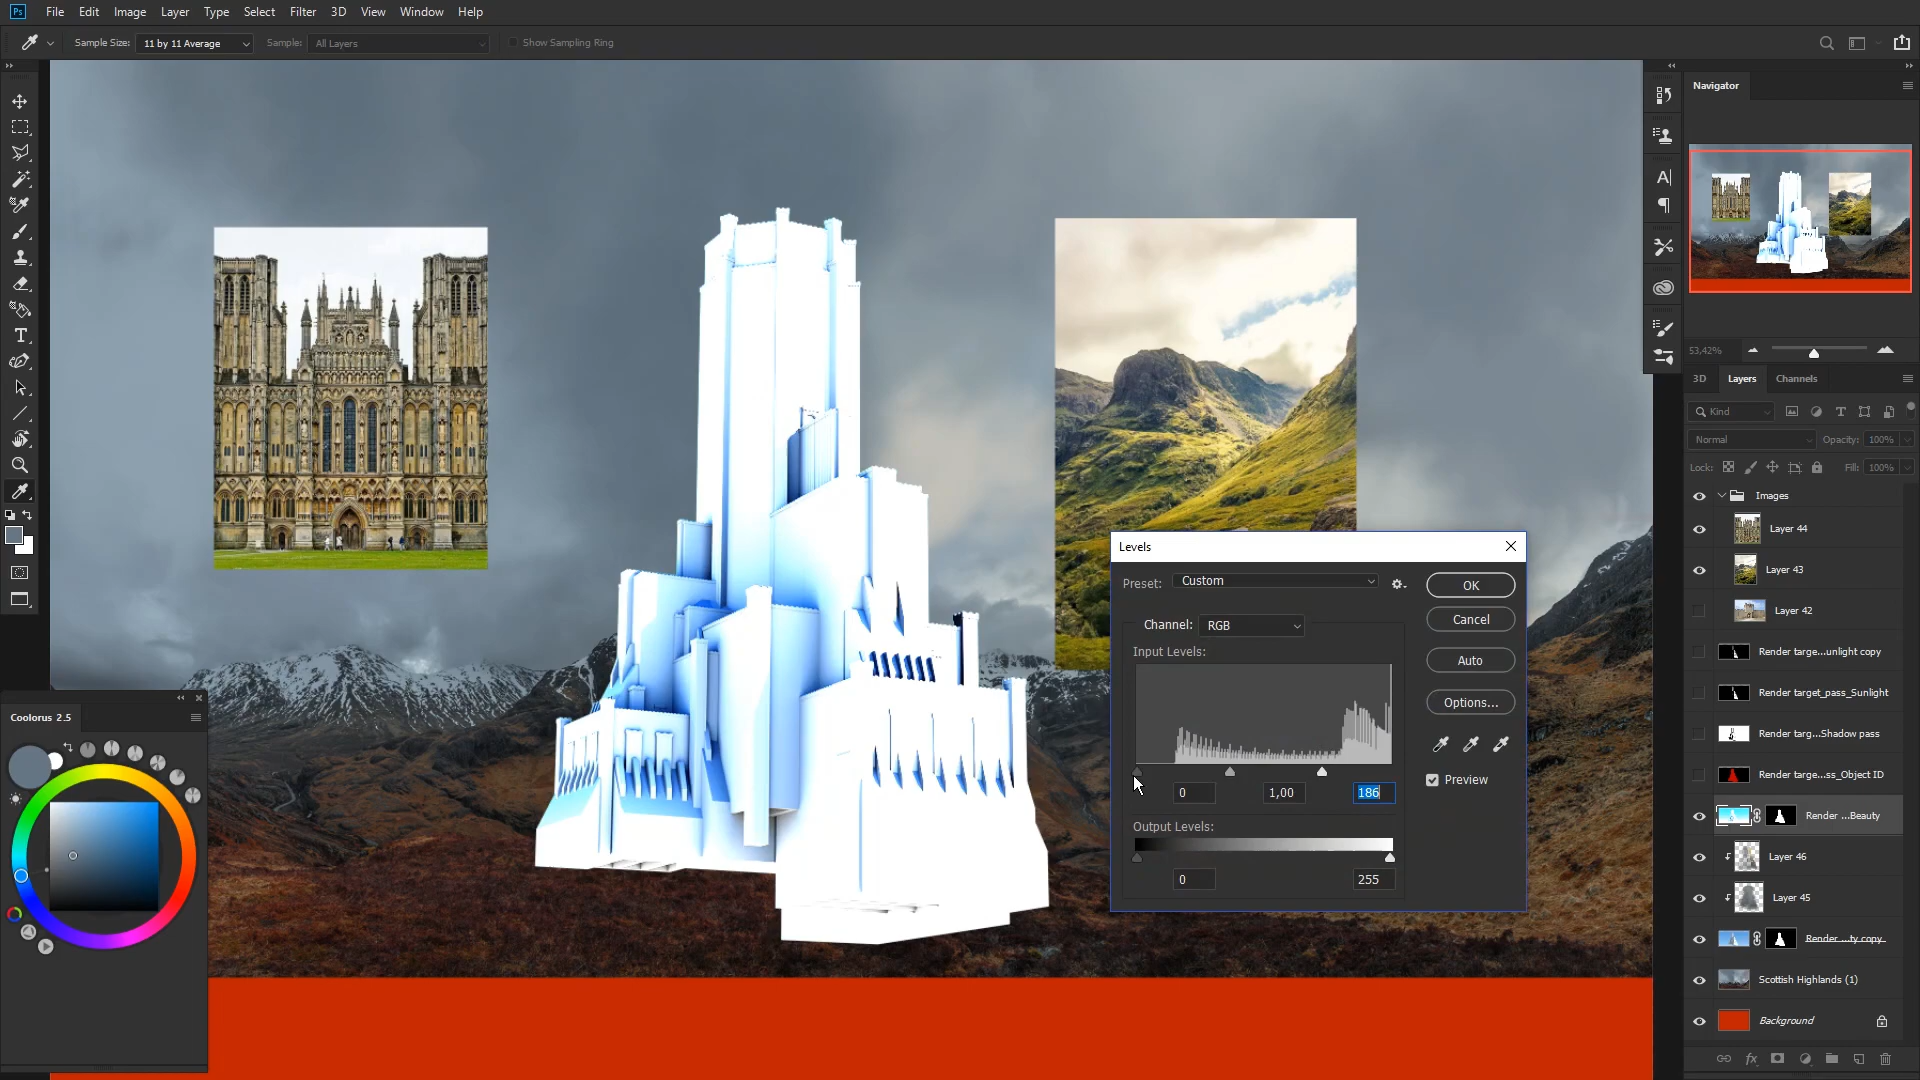 Ps File Edit Image Layer Type Select Filter 3D View Window Help
Sample Size: 11 by 11 Average Sample: All Layers Show Sampling Ring
Navigator
53,42%
3D Layers Channels
Kind
Normal Opacity: 100%
Lock: Fill: 100%
Images
Layer 44
Layer 43
Layer 42
Render targe...unlight copy
Render target_pass_Sunlight
Render targ...Shadow pass
Render targe...ss_Object ID
Render ...Beauty
Layer 46
Layer 45
Render ...ty copy
Scottish Highlands (1)
Background
Levels
Preset: Custom
OK
Channel: RGB
Cancel
Input Levels:
Auto
Options...
0 1,00 186
Preview
Output Levels:
0 255
Coolorus 2.5